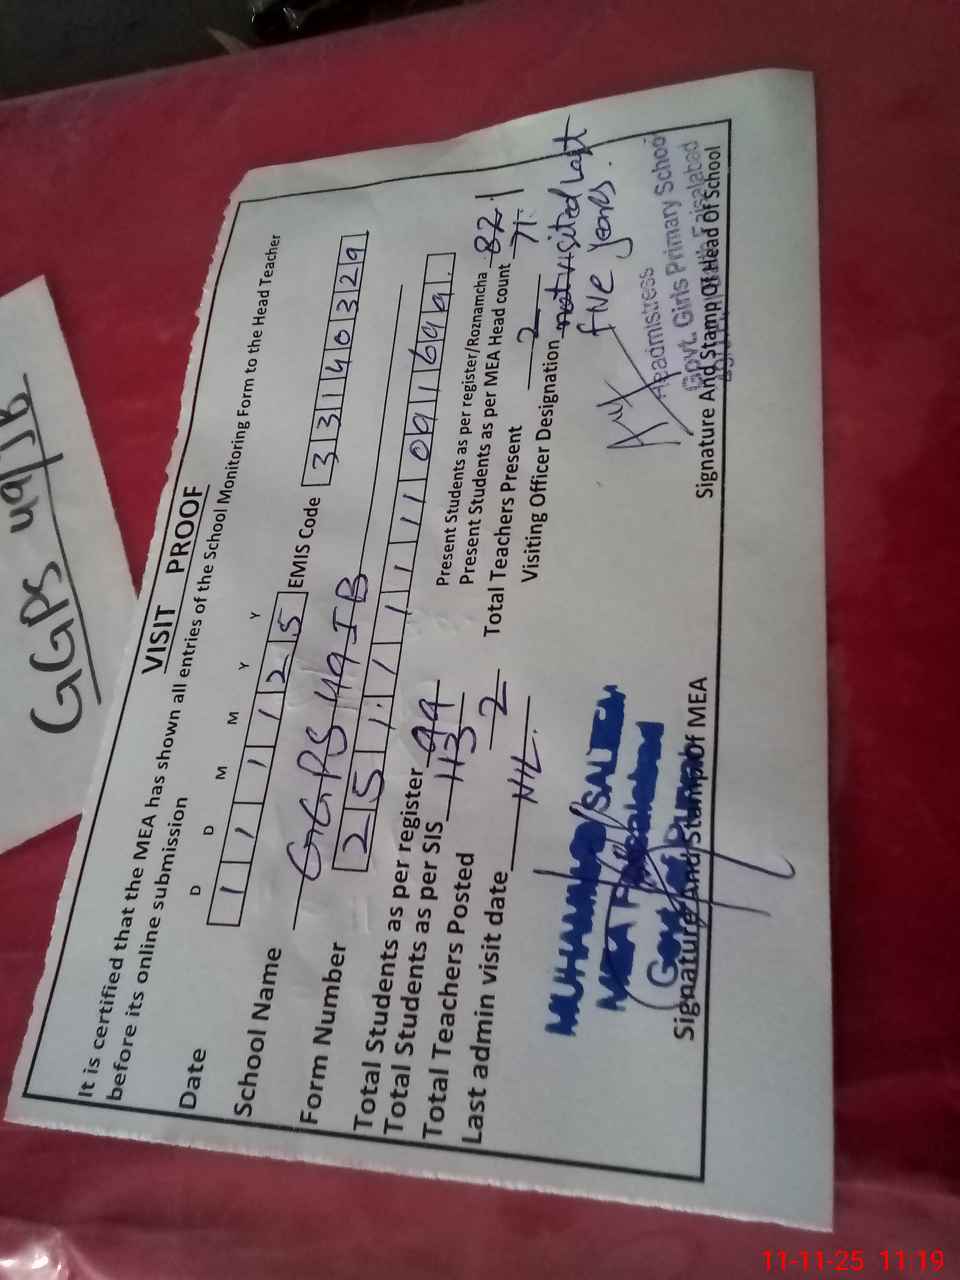 GGPS 49/JB
VISIT PROOF
It is certified that the MEA has shown all entries of the School Monitoring Form to the Head Teacher
before its online submission
D D M M Y Y
Date 1 1 1 1 2 5 EMIS Code 3 3 1 4 0 3 2 9
School Name GGPS 49 JB
Form Number 2 5 1 1 1 1 1 1 0 9 1 6 9 9
Total Students as per register 99 Present Students as per register/Roznamcha 82
Total Students as per SIS 113 Present Students as per MEA Head count 71
Total Teachers Posted 2 Total Teachers Present 2
Last admin visit date NIL. Visiting Officer Designation not visited last
five years.
MUHAMMAD SALEEM
MEA Faisalabad
Headmistress
Govt. Girls Primary School
Faisalabad
Signature And Stamp Of MEA Signature And Stamp Of Head Of School
11-11-25 11:19